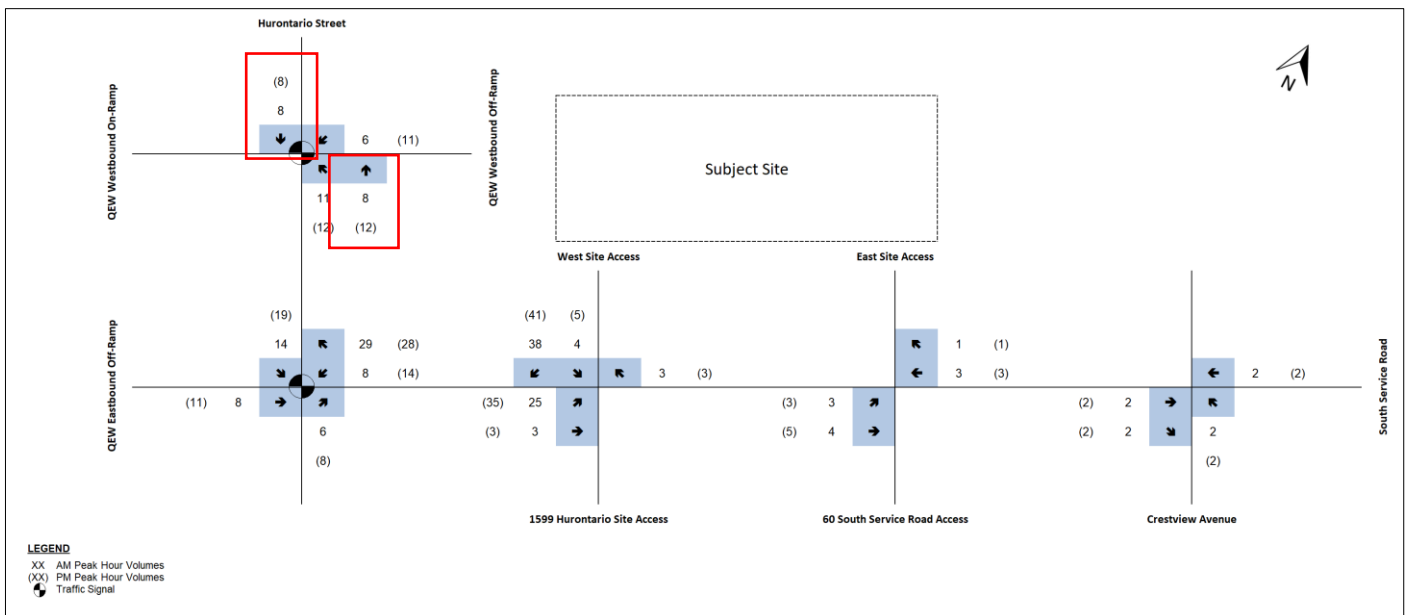 Hurontario Street
N
QEW Westbound On-Ramp
QEW Westbound Off-Ramp
(8)
8
6 (11)
11 8
(12) (12)
Subject Site
West Site Access
East Site Access
QEW Eastbound Off-Ramp
(19)
14 29 (28)
8 (14)
(11) 8
6
(8)
(41) (5)
38 4
3 (3)
(35) 25
(3) 3
1 (1)
3 (3)
(3) 3
(5) 4
2 (2)
(2) 2
(2) 2 2
(2)
South Service Road
1599 Hurontario Site Access
60 South Service Road Access
Crestview Avenue
LEGEND
XX AM Peak Hour Volumes
(XX) PM Peak Hour Volumes
Traffic Signal